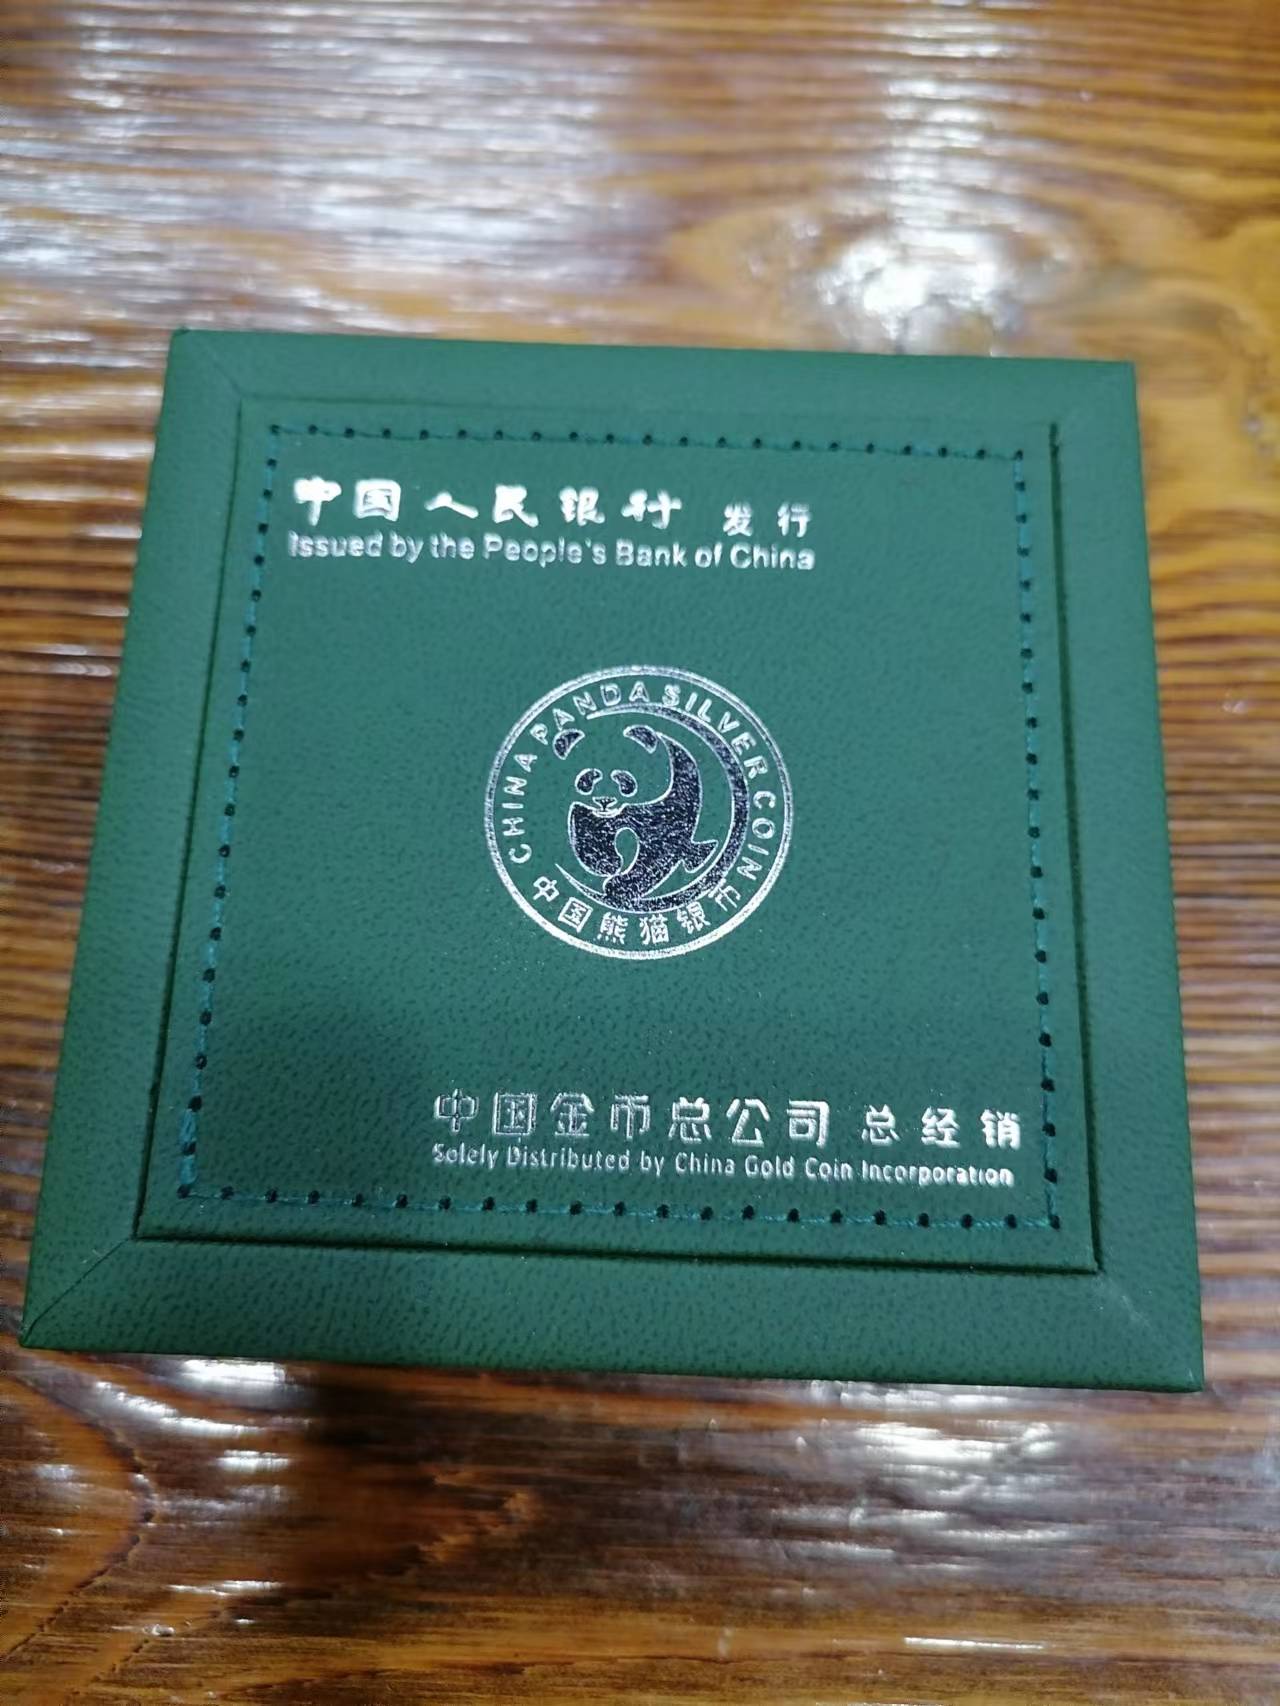 中国人民银行 发行
Issued by the People's Bank of China
CHINA PANDA SILVER COIN
中国熊猫银币
中国金币总公司 总经销
Solely Distributed by China Gold Coin Incorporation